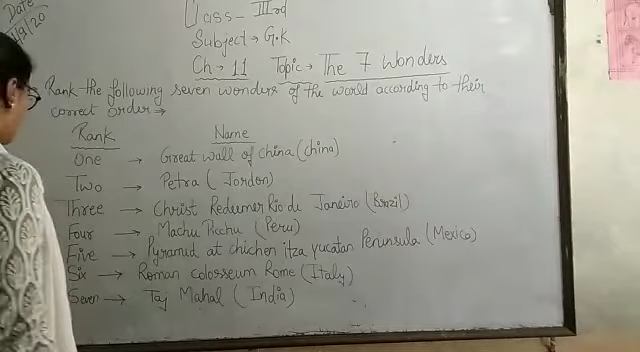 Date
1/9/20
Class - IIIrd
Subject → G.K
Ch → 11 Topic → The 7 Wonders
Rank the following seven wonders of the world according to their
correct order →
Rank Name
One → Great wall of china (china)
Two → Petra (Jordon)
Three → Christ Redeemer Rio de Janeiro (Brazil)
Four → Machu Picchu (Peru)
Five → Pyramid at chichen itza yucatan Peninsula (Mexico)
Six → Roman colosseum Rome (Italy)
Seven → Taj Mahal (India)